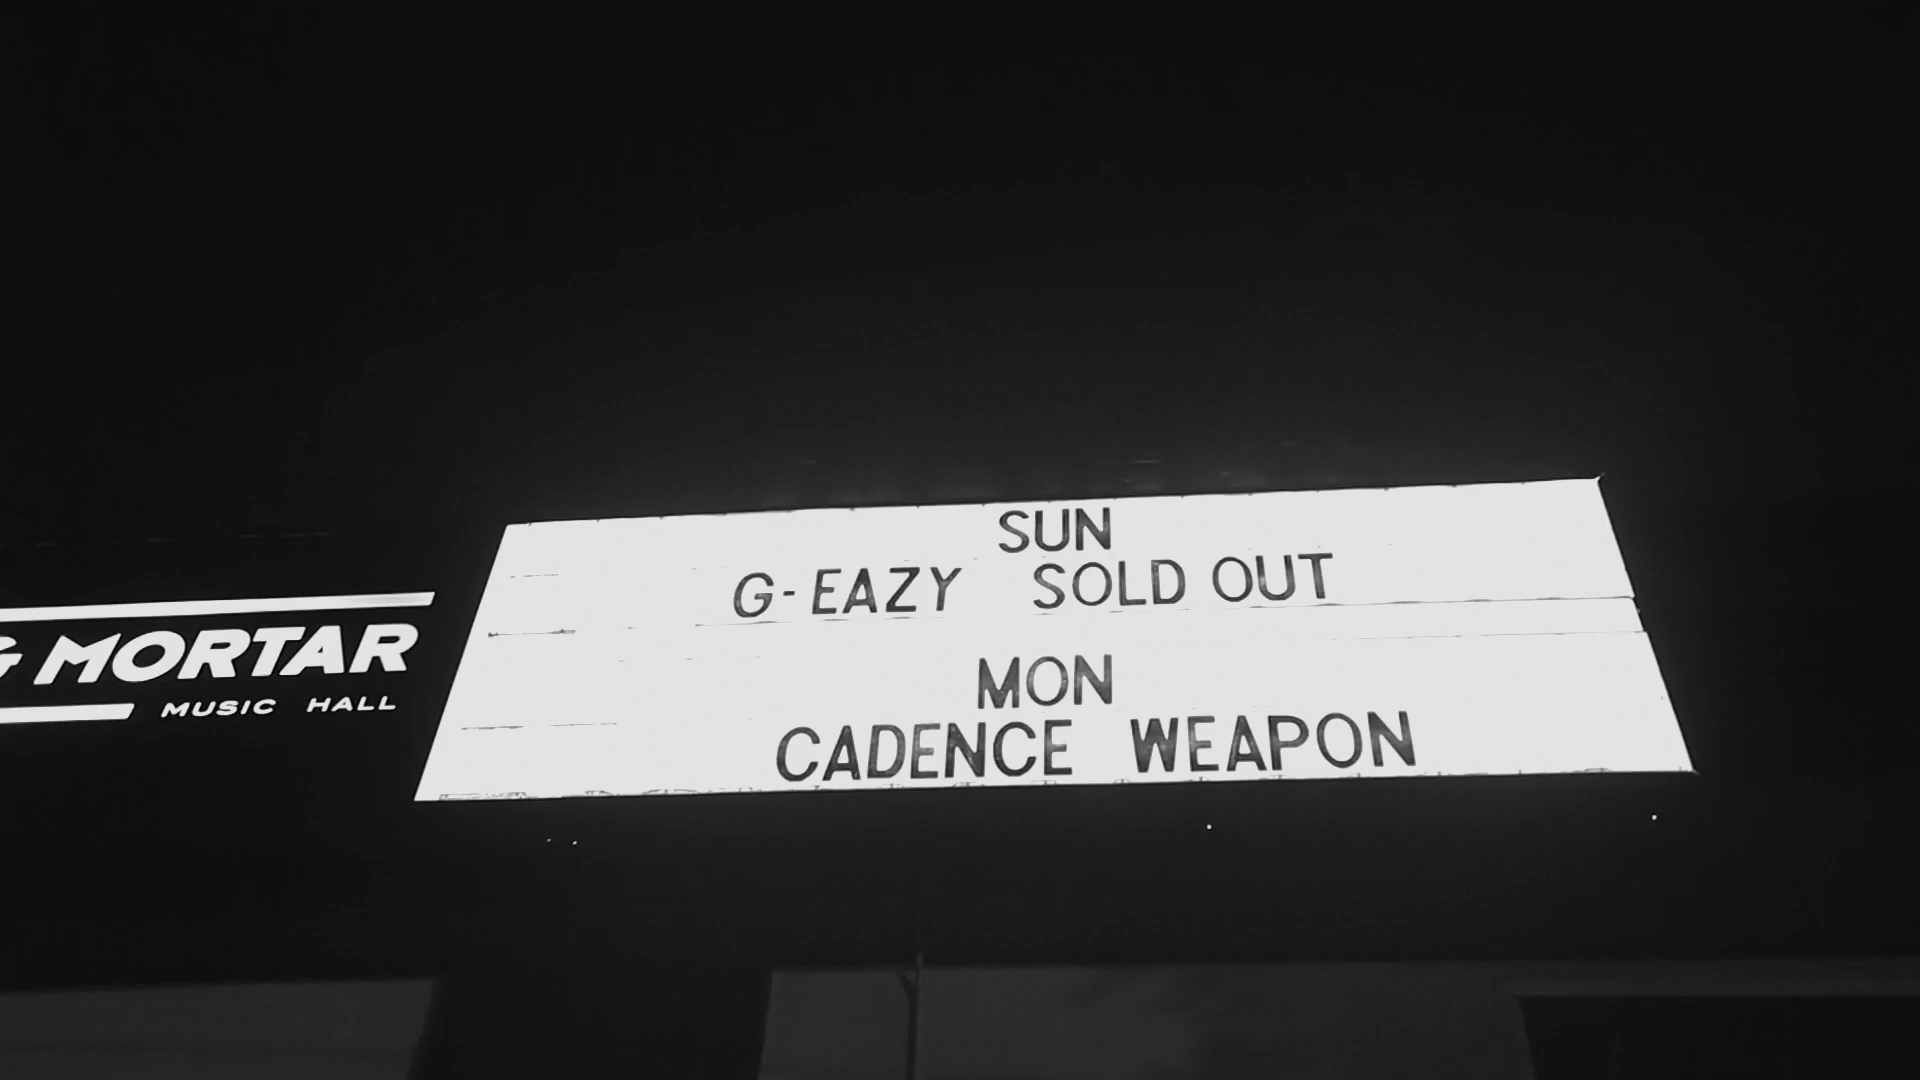 & MORTAR
MUSIC HALL
SUN
G-EAZY SOLD OUT
MON
CADENCE WEAPON